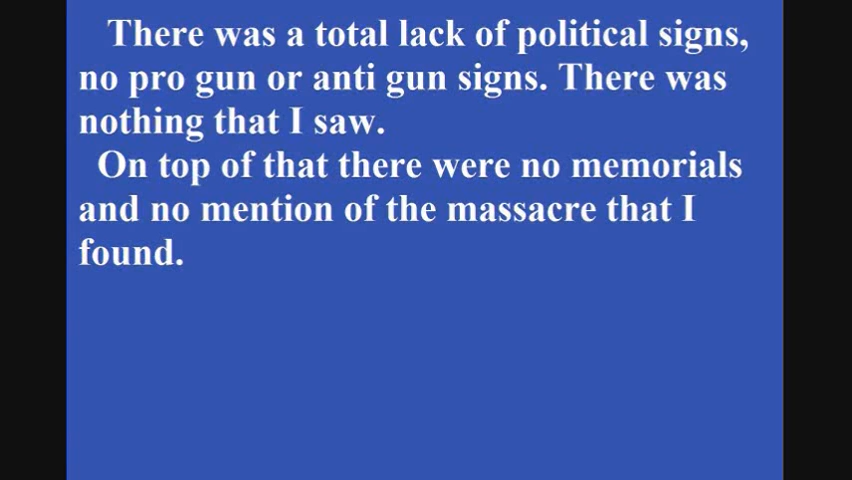 There was a total lack of political signs,
no pro gun or anti gun signs. There was
nothing that I saw.
On top of that there were no memorials
and no mention of the massacre that I
found.